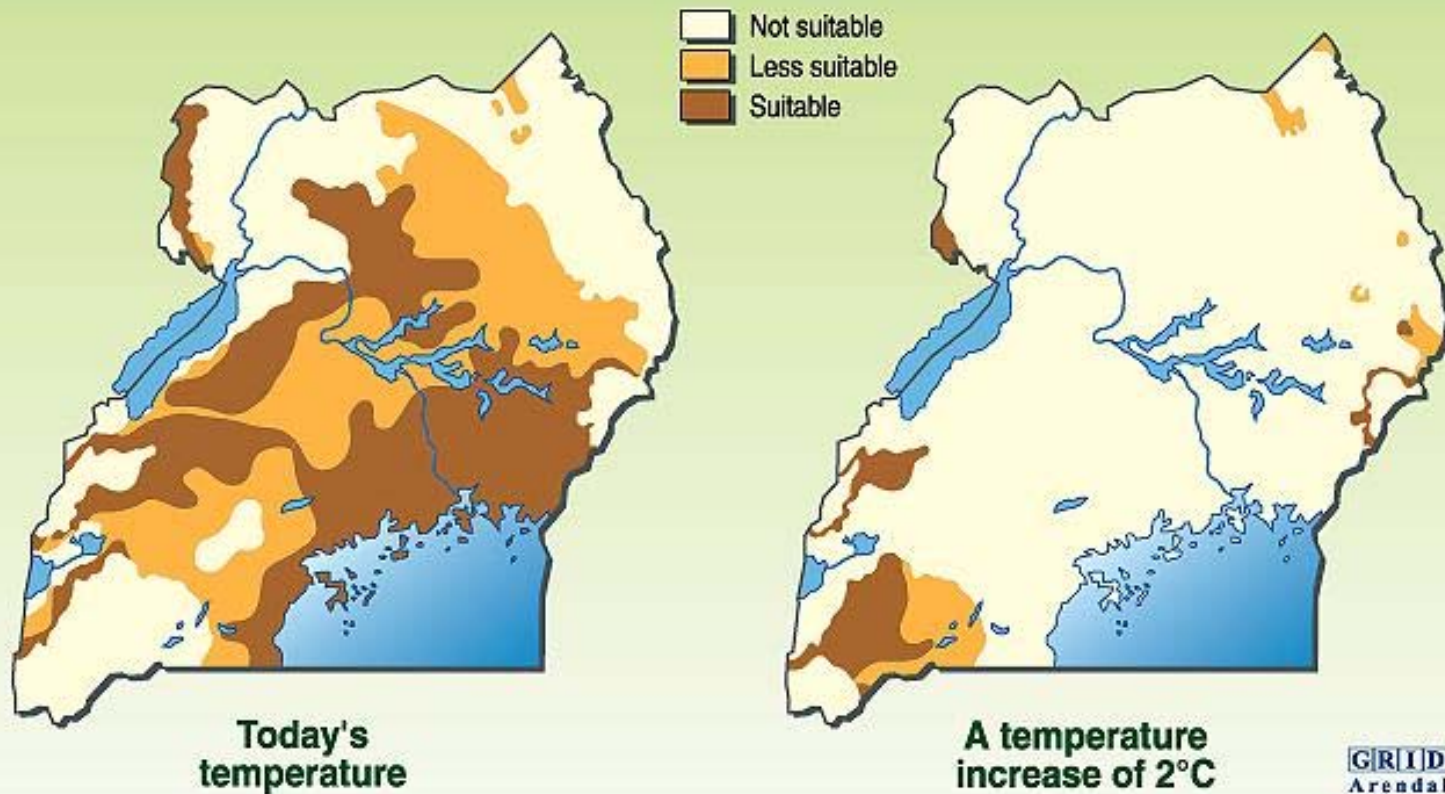 Not suitable
Less suitable
Suitable
Today's
temperature
A temperature
increase of 2°C
GRID
Arendal